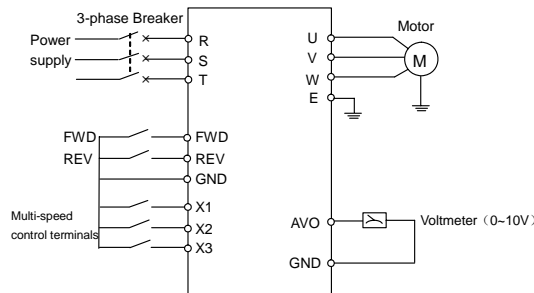 3-phase Breaker
Power
supply
R
S
T
U
V
W
E
Motor
M
FWD
REV
FWD
REV
GND
X1
X2
X3
Multi-speed
control terminals
AVO
GND
Voltmeter（0~10V）